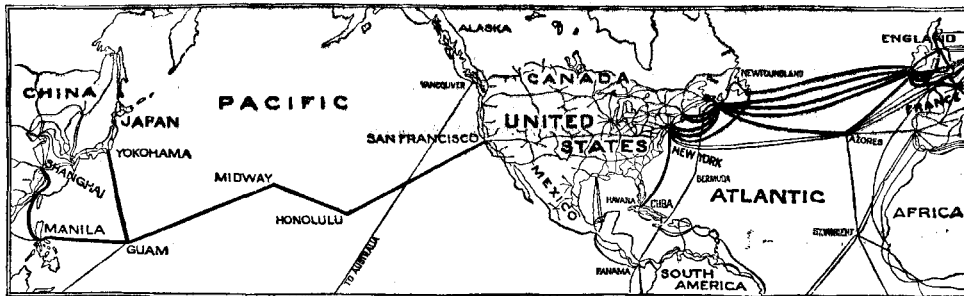 ALASKA
ENGLAND
CHINA
PACIFIC
CANADA
VANCOUVER
NEWFOUNDLAND
FRANCE
JAPAN
UNITED
STATES
SAN FRANCISCO
AZORES
YOKOHAMA
NEW YORK
SHANGHAI
MIDWAY
BERMUDA
MEXICO
ATLANTIC
HONOLULU
HAVANA
CUBA
AFRICA
MANILA
GUAM
ST. VINCENT
TO AUSTRALIA
PANAMA
SOUTH
AMERICA